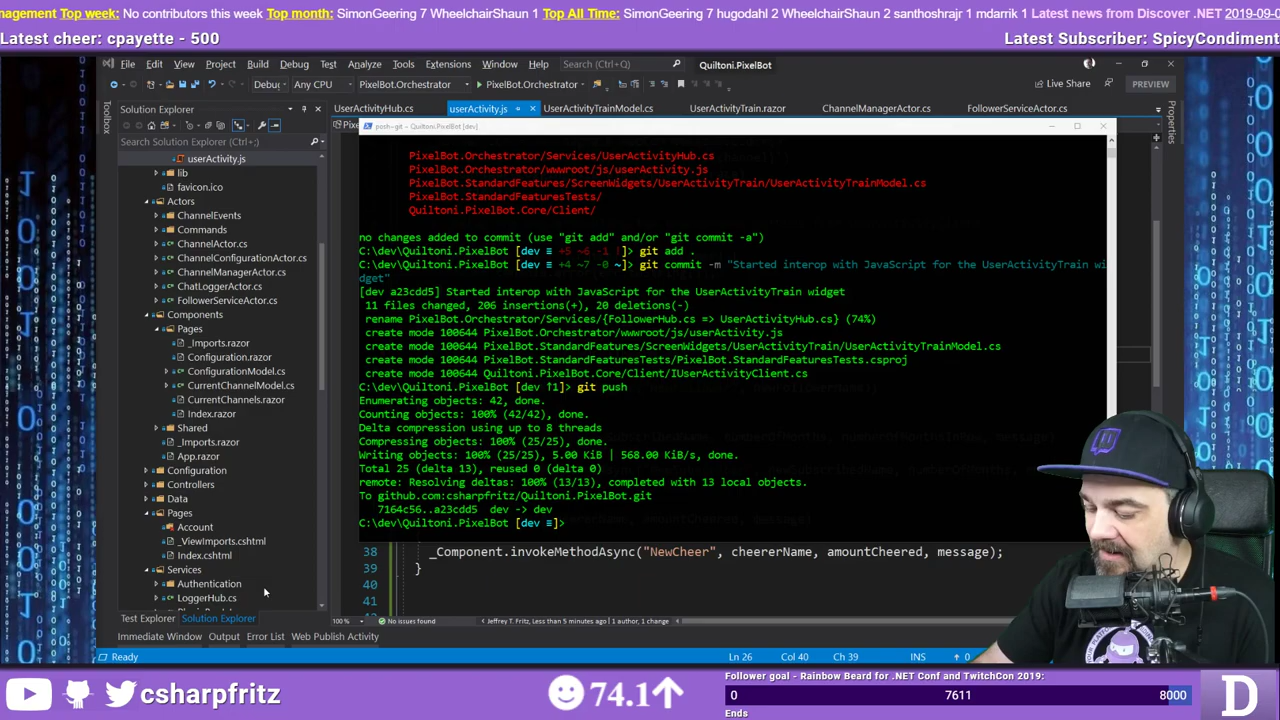 nagement Top week: No contributors this week Top month: SimonGeering 7 WheelchairShaun 1 Top All Time: SimonGeering 7 hugodahl 2 WheelchairShaun 2 santhoshraj 1 mdarrik 1 Latest news from Discover .NET 2019-09-0
Latest cheer: cpayette - 500
Latest Subscriber: SpicyCondiment
File Edit View Project Build Debug Test Analyze Tools Extensions Window Help Search (Ctrl+Q) Quiltoni.PixelBot
Debug Any CPU PixelBot.Orchestrator PixelBot.Orchestrator Live Share PREVIEW
Toolbox
Properties
Solution Explorer
Search Solution Explorer (Ctrl+;)
userActivity.js
lib
favicon.ico
Actors
ChannelEvents
Commands
ChannelActor.cs
ChannelConfigurationActor.cs
ChannelManagerActor.cs
ChatLoggerActor.cs
FollowerServiceActor.cs
Components
Pages
_Imports.razor
Configuration.razor
ConfigurationModel.cs
CurrentChannelModel.cs
CurrentChannels.razor
Index.razor
Shared
_Imports.razor
App.razor
Configuration
Controllers
Data
Pages
Account
_ViewImports.cshtml
Index.cshtml
Services
Authentication
LoggerHub.cs
Test Explorer Solution Explorer
UserActivityHub.cs userActivity.js UserActivityTrainModel.cs UserActivityTrain.razor ChannelManagerActor.cs FollowerServiceActor.cs
posh~git ~ Quiltoni.PixelBot [dev]
PixelBot.Orchestrator/Services/UserActivityHub.cs
PixelBot.Orchestrator/wwwroot/js/userActivity.js
PixelBot.StandardFeatures/ScreenWidgets/UserActivityTrain/UserActivityTrainModel.cs
PixelBot.StandardFeaturesTests/
Quiltoni.PixelBot.Core/Client/
no changes added to commit (use "git add" and/or "git commit -a")
C:\dev\Quiltoni.PixelBot [dev ≡ +5 ~6 -1 !]> git add .
C:\dev\Quiltoni.PixelBot [dev ≡ +4 ~7 -0 ~]> git commit -m "Started interop with JavaScript for the UserActivityTrain wi
dget"
[dev a23cdd5] Started interop with JavaScript for the UserActivityTrain widget
11 files changed, 206 insertions(+), 20 deletions(-)
rename PixelBot.Orchestrator/Services/{FollowerHub.cs => UserActivityHub.cs} (74%)
create mode 100644 PixelBot.Orchestrator/wwwroot/js/userActivity.js
create mode 100644 PixelBot.StandardFeatures/ScreenWidgets/UserActivityTrain/UserActivityTrainModel.cs
create mode 100644 PixelBot.StandardFeaturesTests/PixelBot.StandardFeaturesTests.csproj
create mode 100644 Quiltoni.PixelBot.Core/Client/IUserActivityClient.cs
C:\dev\Quiltoni.PixelBot [dev ↑1]> git push
Enumerating objects: 42, done.
Counting objects: 100% (42/42), done.
Delta compression using up to 8 threads
Compressing objects: 100% (25/25), done.
Writing objects: 100% (25/25), 5.00 KiB | 568.00 KiB/s, done.
Total 25 (delta 13), reused 0 (delta 0)
remote: Resolving deltas: 100% (13/13), completed with 13 local objects.
To github.com:csharpfritz/Quiltoni.PixelBot.git
7164c56..a23cdd5 dev -> dev
C:\dev\Quiltoni.PixelBot [dev ≡]>
38 _Component.invokeMethodAsync("NewCheer", cheererName, amountCheered, message);
39 }
40
41
100 % No issues found Jeffrey T. Fritz, Less than 5 minutes ago | 1 author, 1 change
Immediate Window Output Error List Web Publish Activity
Ready Ln 26 Col 40 Ch 39 INS 0
csharpfritz
74.1
Follower goal - Rainbow Beard for .NET Conf and TwitchCon 2019:
0 7611 8000
Ends
D